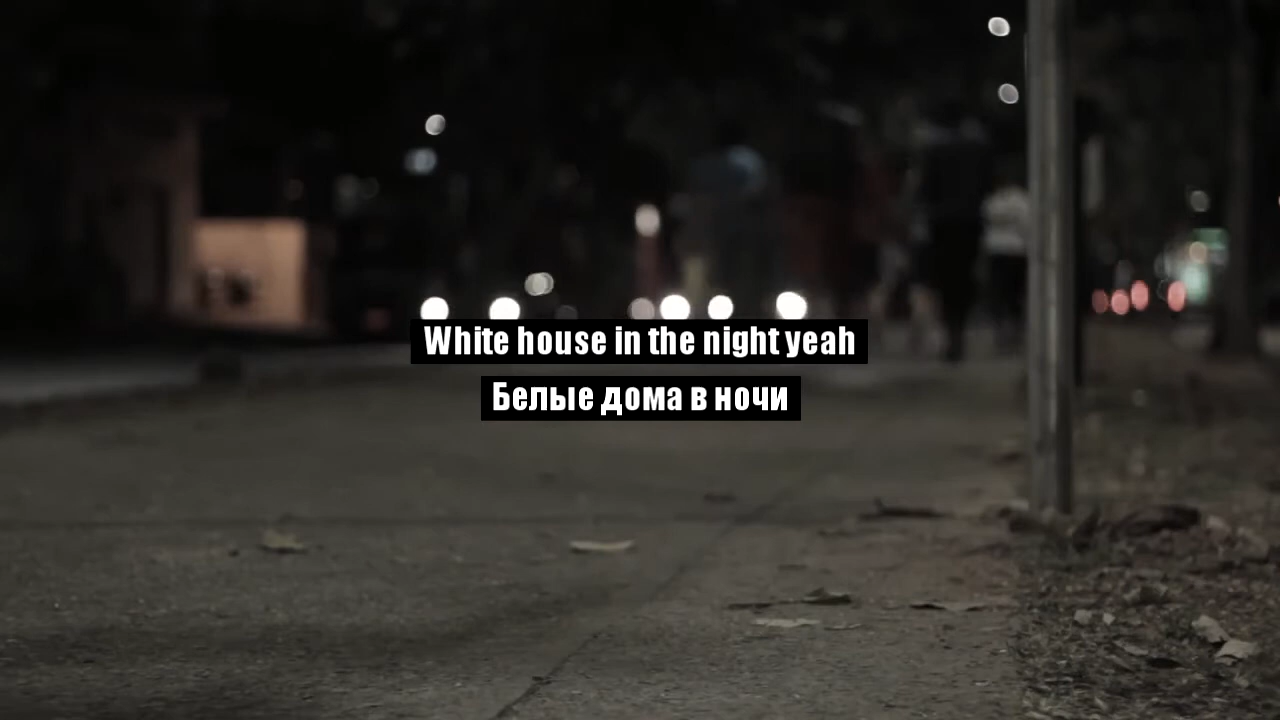 White house in the night yeah
Белые дома в ночи